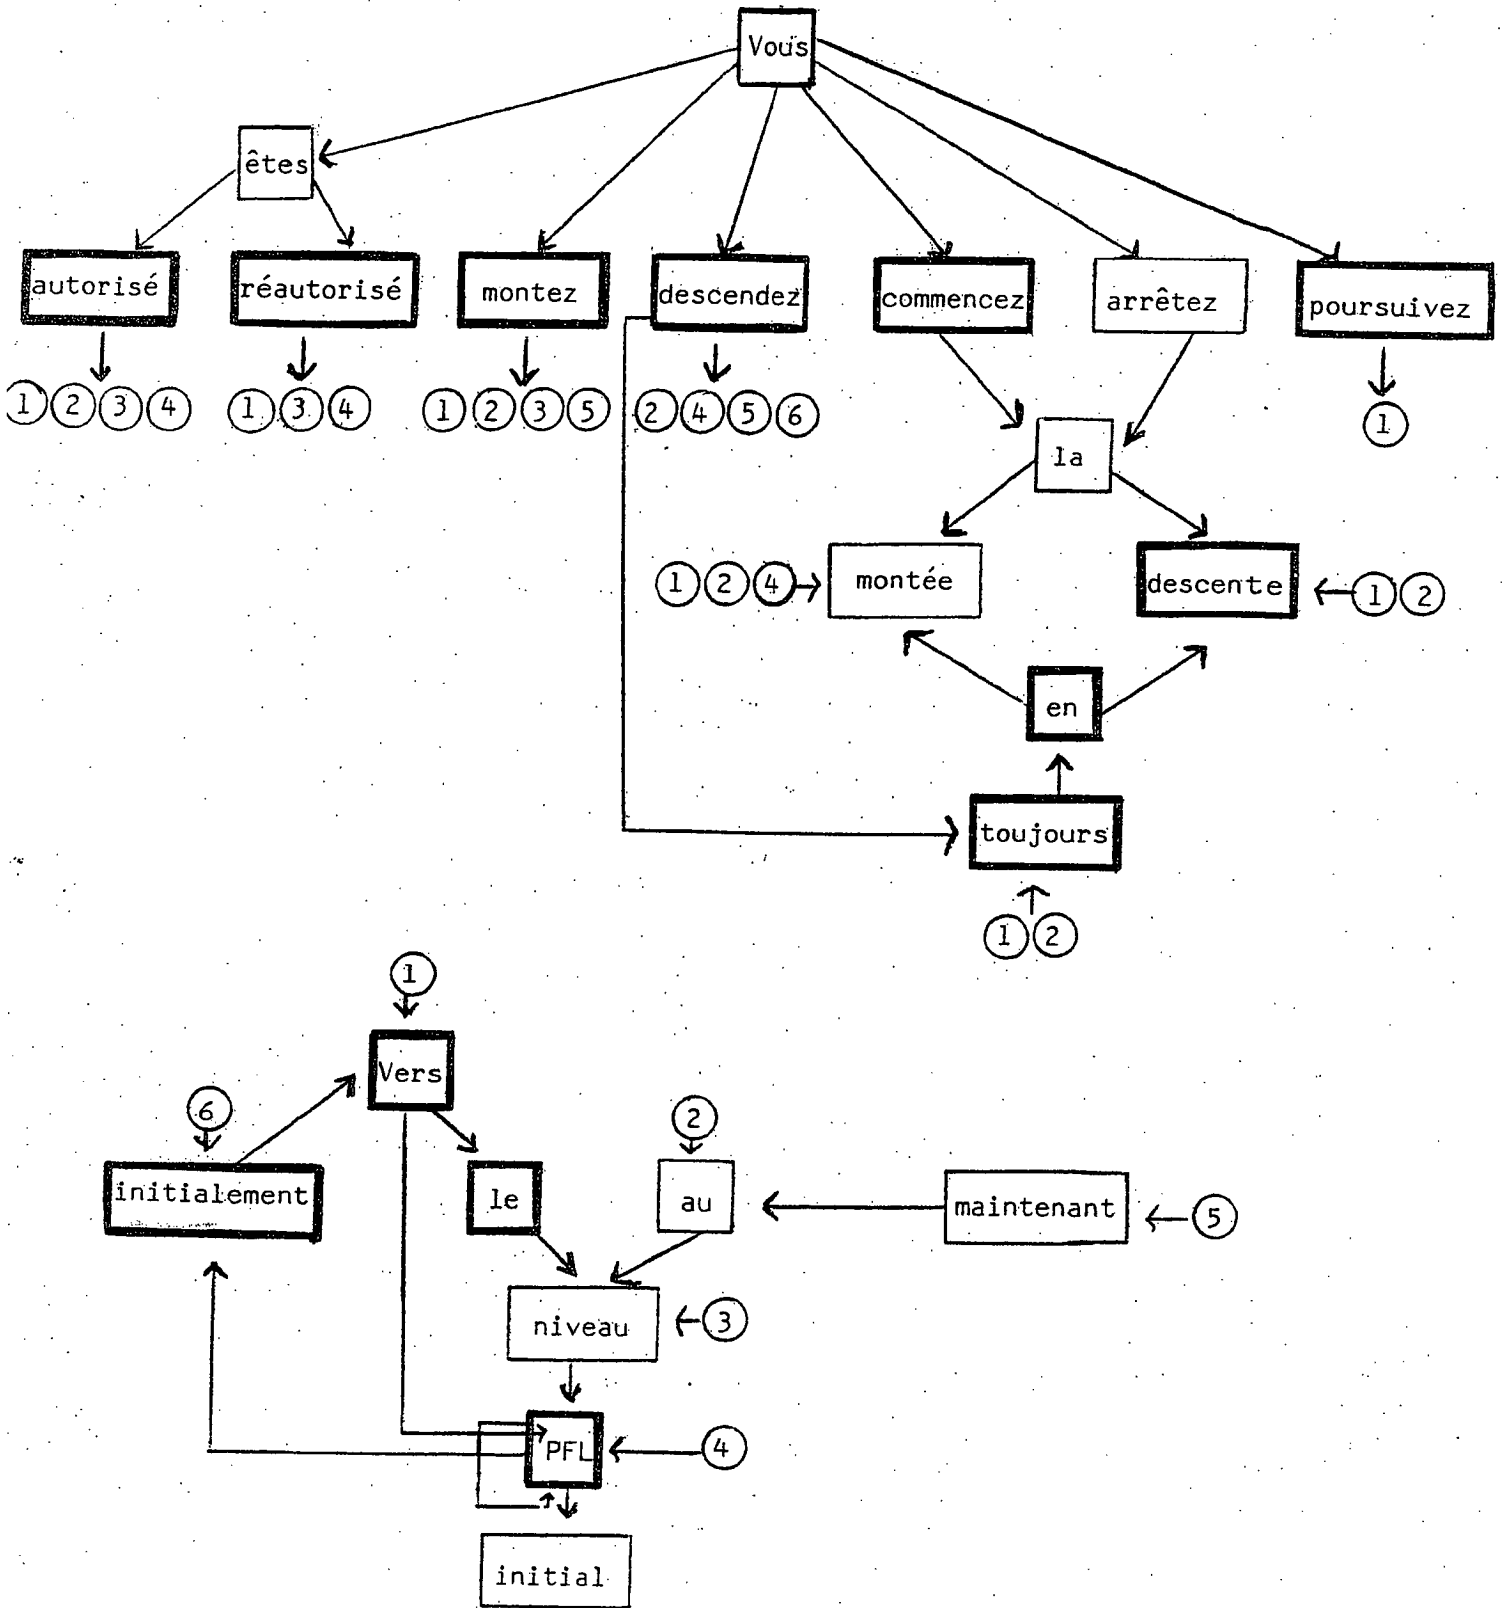 Vous
êtes
autorisé réautorisé montez descendez commencez arrêtez poursuivez
1 2 3 4 1 3 4 1 2 3 5 2 4 5 6 1
la
1 2 4 montée descente 1 2
en
toujours
1 2
1
Vers
6 2
initialement le au maintenant 5
niveau 3
PFL 4
initial